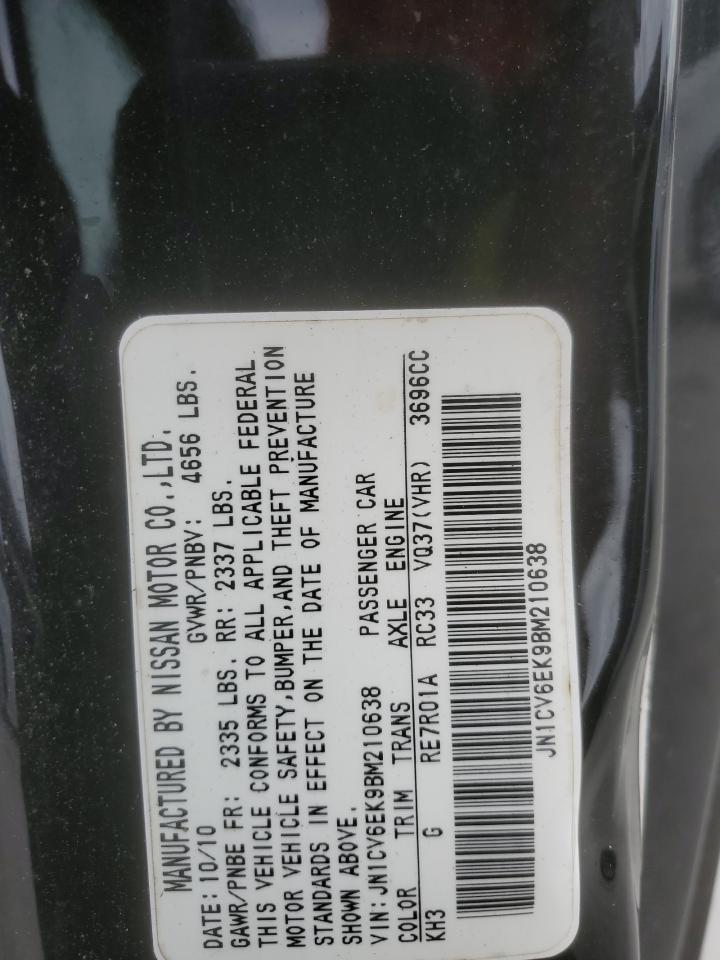 MANUFACTURED BY NISSAN MOTOR CO.,LTD.
DATE: 10/10 GVWR/PNBV: 4656 LBS.
GAWR/PNBE FR: 2335 LBS. RR: 2337 LBS.
THIS VEHICLE CONFORMS TO ALL APPLICABLE FEDERAL
MOTOR VEHICLE SAFETY,BUMPER,AND THEFT PREVENTION
STANDARDS IN EFFECT ON THE DATE OF MANUFACTURE
SHOWN ABOVE.
VIN: JN1CV6EK9BM210638 PASSENGER CAR
COLOR TRIM TRANS AXLE ENGINE
KH3 G RE7R01A RC33 VQ37(VHR) 3696CC
JN1CV6EK9BM210638